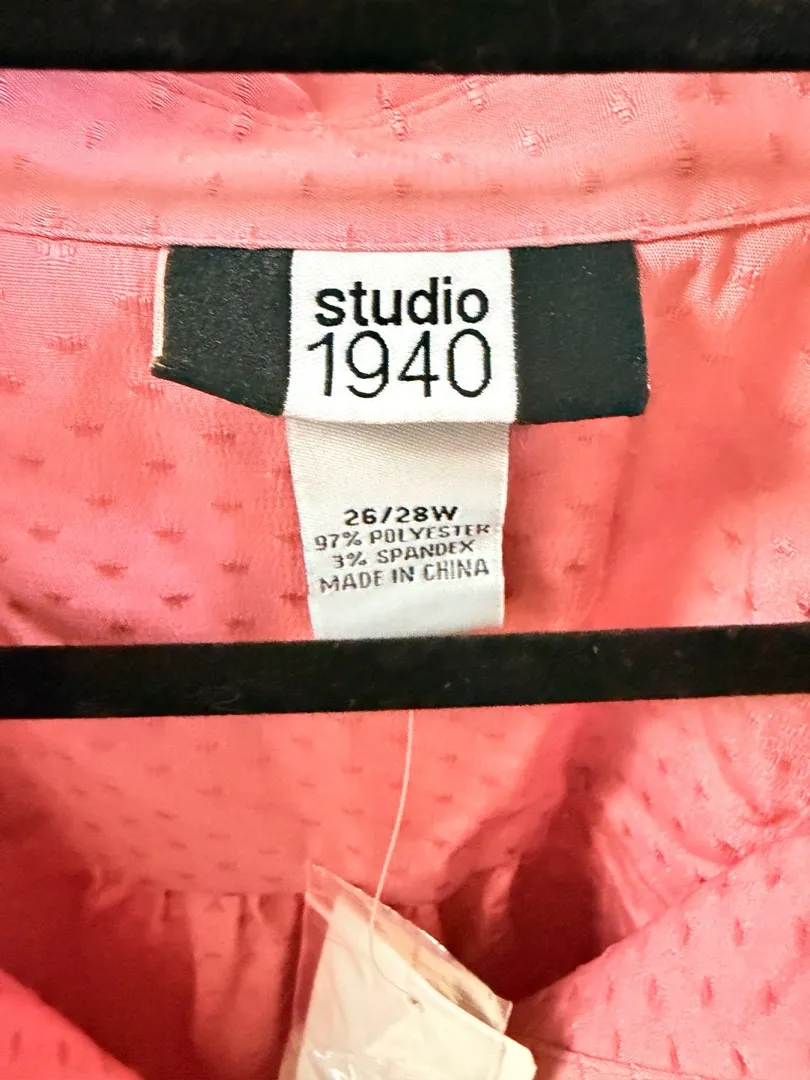 studio
1940
26/28W
97% POLYESTER
3% SPANDEX
MADE IN CHINA